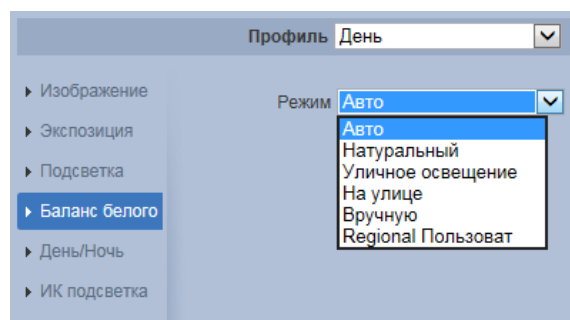 Профиль День
Изображение
Экспозиция
Подсветка
Баланс белого
День/Ночь
ИК подсветка
Режим Авто
Авто
Натуральный
Уличное освещение
На улице
Вручную
Regional Пользоват